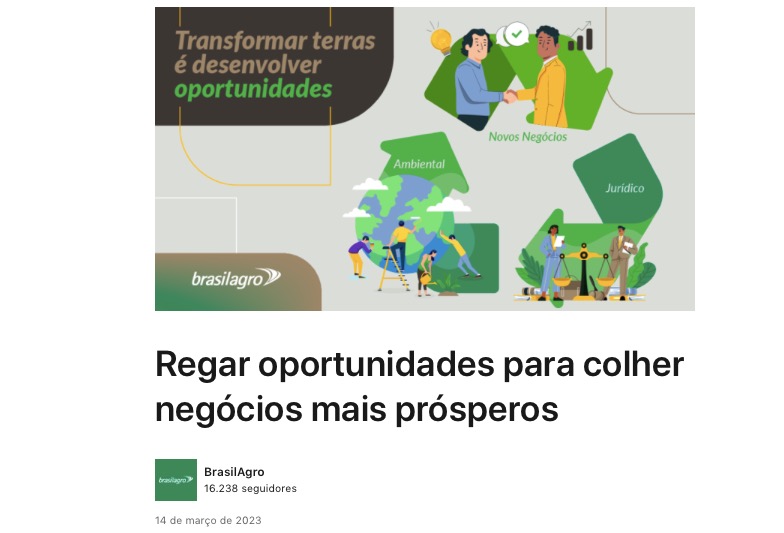 Transformar terras
é desenvolver
oportunidades
Novos Negócios
Ambiental
Jurídico
brasilagro
Regar oportunidades para colher
negócios mais prósperos
brasilagro
BrasilAgro
16.238 seguidores
14 de março de 2023